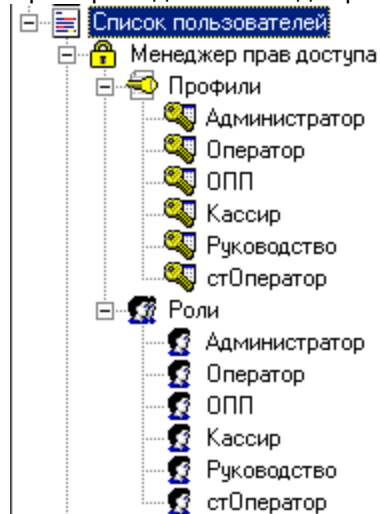 Список пользователей
Менеджер прав доступа
Профили
Администратор
Оператор
ОПП
Кассир
Руководство
стОператор
Роли
Администратор
Оператор
ОПП
Кассир
Руководство
стОператор